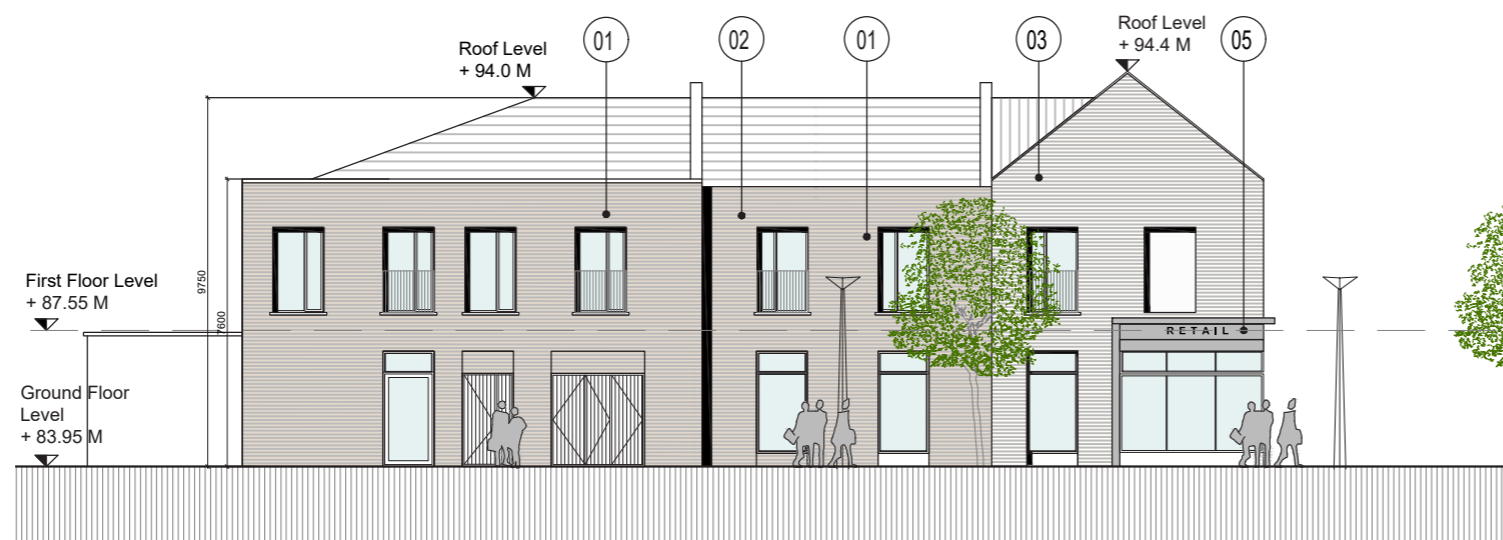 01
02
01
03
Roof Level
+ 94.4 M
05
Roof Level
+ 94.0 M
9750
7600
First Floor Level
+ 87.55 M
RETAIL
Ground Floor
Level
+ 83.95 M